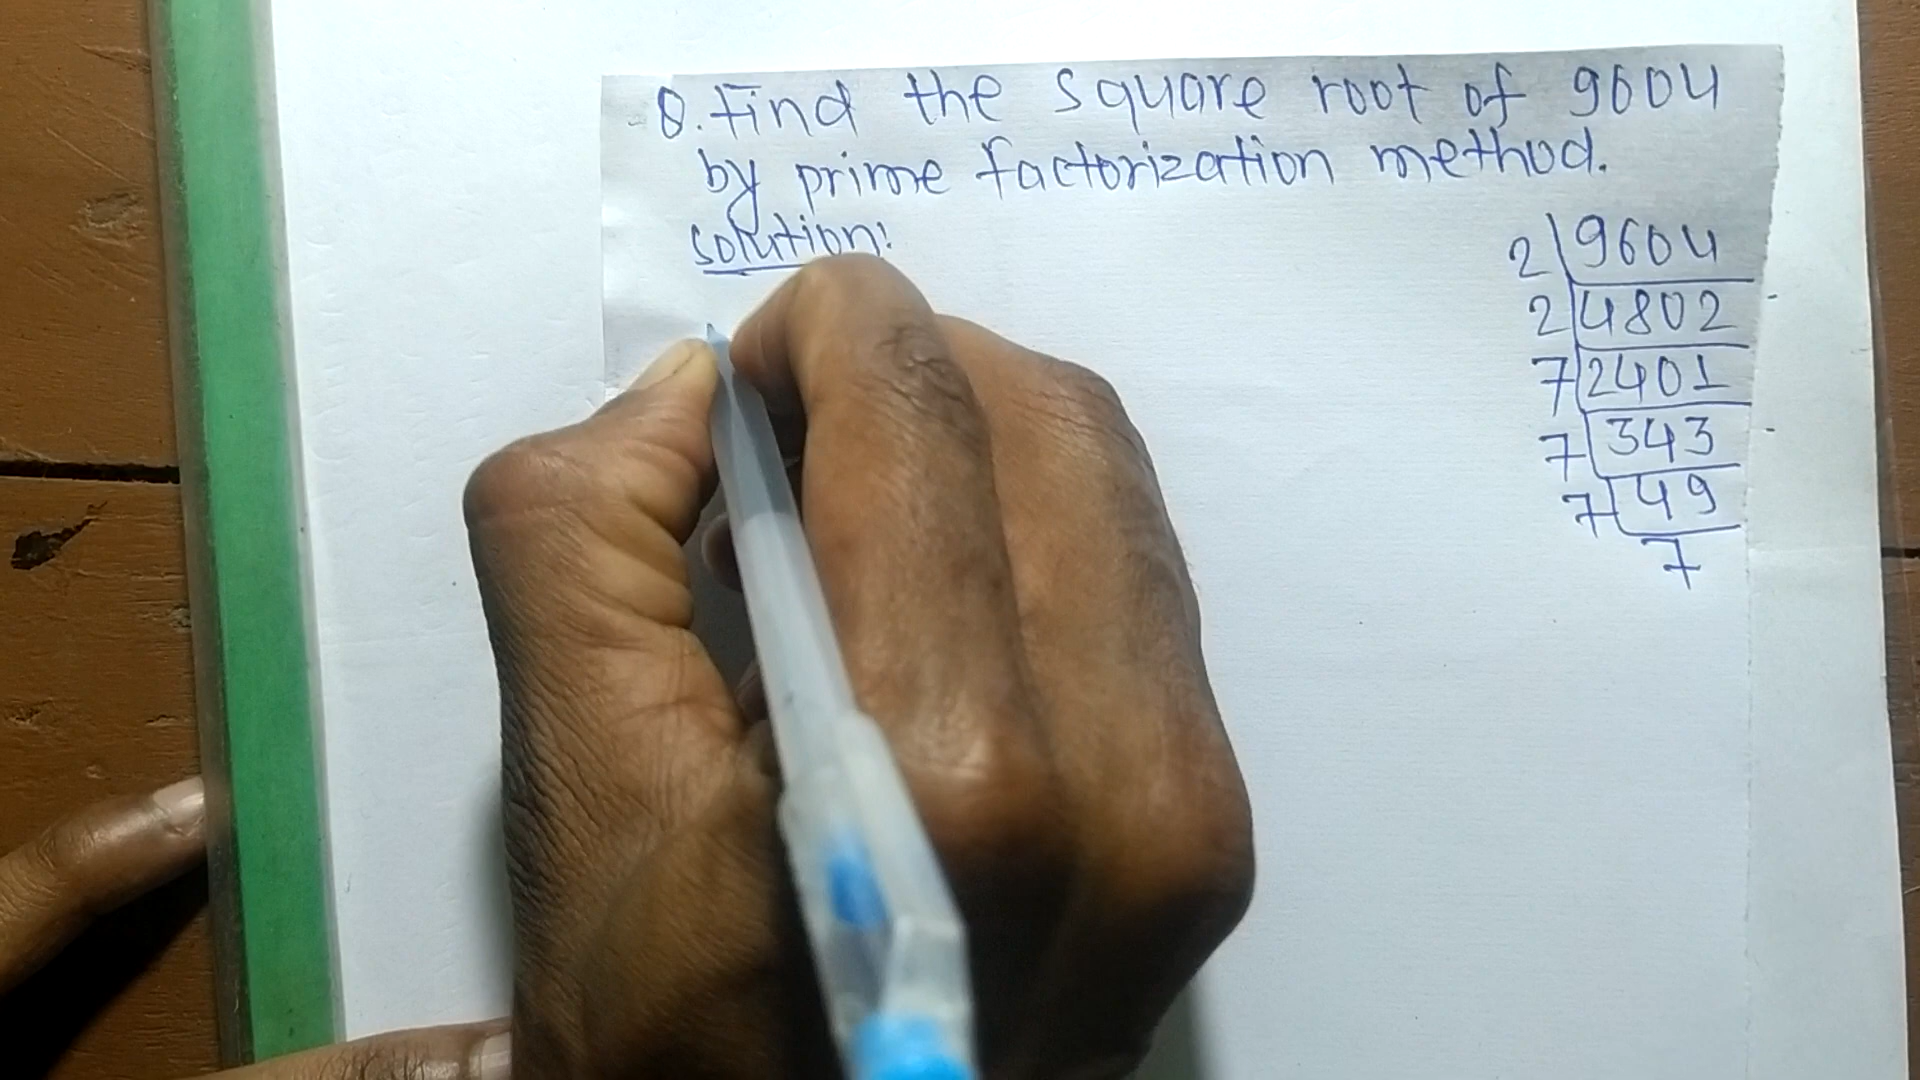 Q. Find the square root of 9604
by prime factorization method.
solution:
2 9604
2 4802
7 2401
7 343
7 49
7